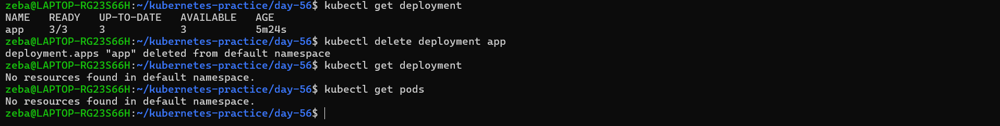 zeba@LAPTOP-RG23S66H:~/kubernetes-practice/day-56$ kubectl get deployment
NAME   READY   UP-TO-DATE   AVAILABLE   AGE
app    3/3     3            3           5m24s
zeba@LAPTOP-RG23S66H:~/kubernetes-practice/day-56$ kubectl delete deployment app
deployment.apps "app" deleted from default namespace
zeba@LAPTOP-RG23S66H:~/kubernetes-practice/day-56$ kubectl get deployment
No resources found in default namespace.
zeba@LAPTOP-RG23S66H:~/kubernetes-practice/day-56$ kubectl get pods
No resources found in default namespace.
zeba@LAPTOP-RG23S66H:~/kubernetes-practice/day-56$